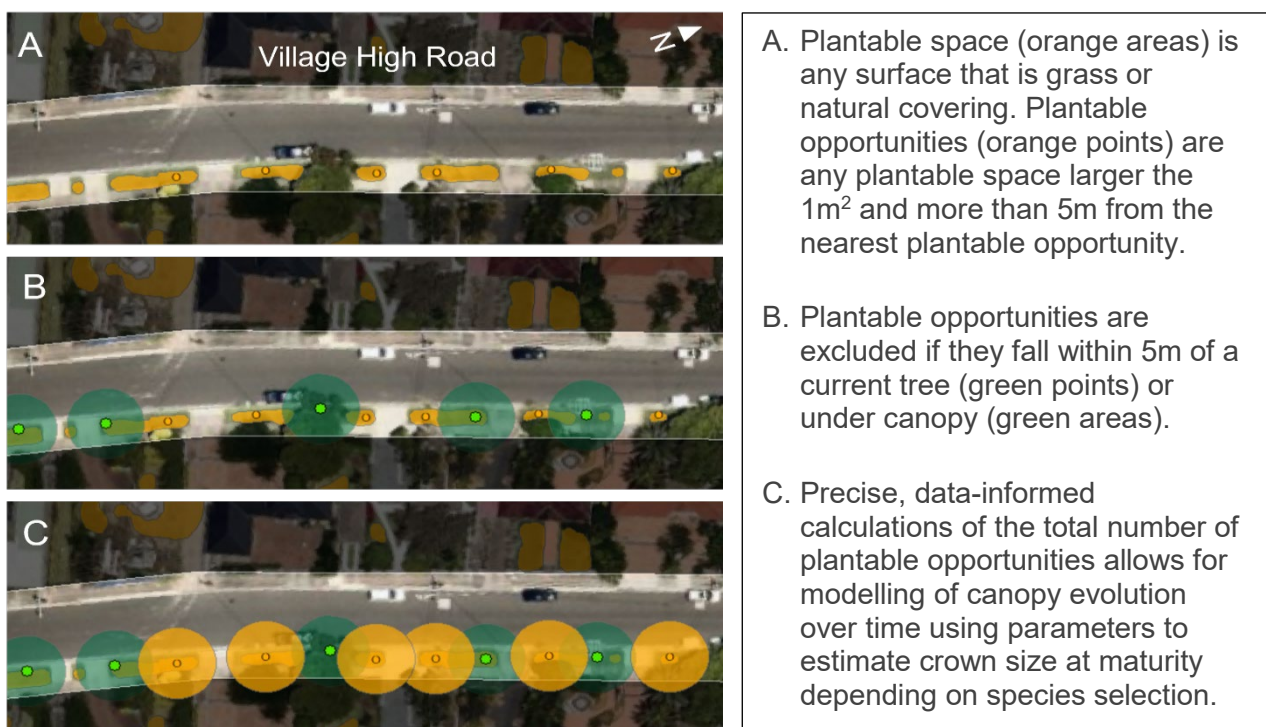 A
Village High Road
N
B
C
A. Plantable space (orange areas) is
any surface that is grass or
natural covering. Plantable
opportunities (orange points) are
any plantable space larger the
1m² and more than 5m from the
nearest plantable opportunity.
B. Plantable opportunities are
excluded if they fall within 5m of a
current tree (green points) or
under canopy (green areas).
C. Precise, data-informed
calculations of the total number of
plantable opportunities allows for
modelling of canopy evolution
over time using parameters to
estimate crown size at maturity
depending on species selection.